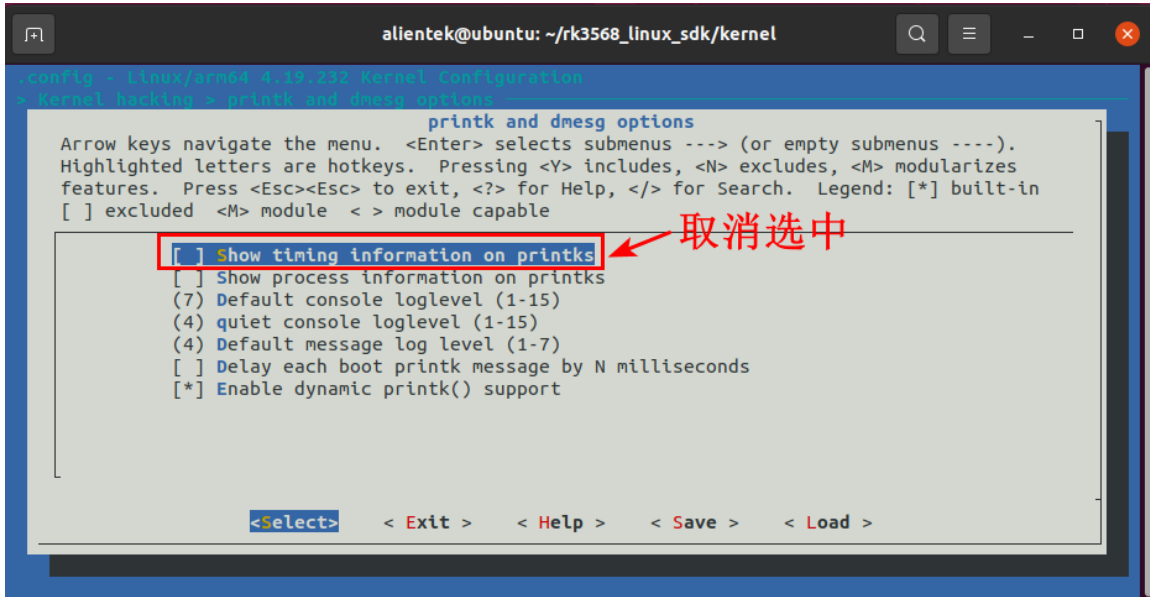 alientek@ubuntu: ~/rk3568_linux_sdk/kernel
.config - Linux/arm64 4.19.232 Kernel Configuration
> Kernel hacking > printk and dmesg options
printk and dmesg options
Arrow keys navigate the menu.  <Enter> selects submenus ---> (or empty submenus ----).
Highlighted letters are hotkeys.  Pressing <Y> includes, <N> excludes, <M> modularizes
features.  Press <Esc><Esc> to exit, <?> for Help, </> for Search.  Legend: [*] built-in
[ ] excluded  <M> module  < > module capable
取消选中
[ ] Show timing information on printks
[ ] Show process information on printks
(7) Default console loglevel (1-15)
(4) quiet console loglevel (1-15)
(4) Default message log level (1-7)
[ ] Delay each boot printk message by N milliseconds
[*] Enable dynamic printk() support
<Select>    < Exit >    < Help >    < Save >    < Load >